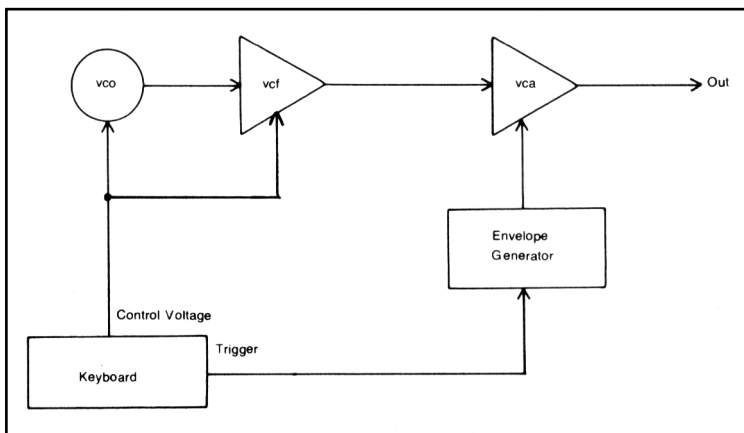 vco
vcf
vca
Out
Envelope
Generator
Control Voltage
Trigger
Keyboard